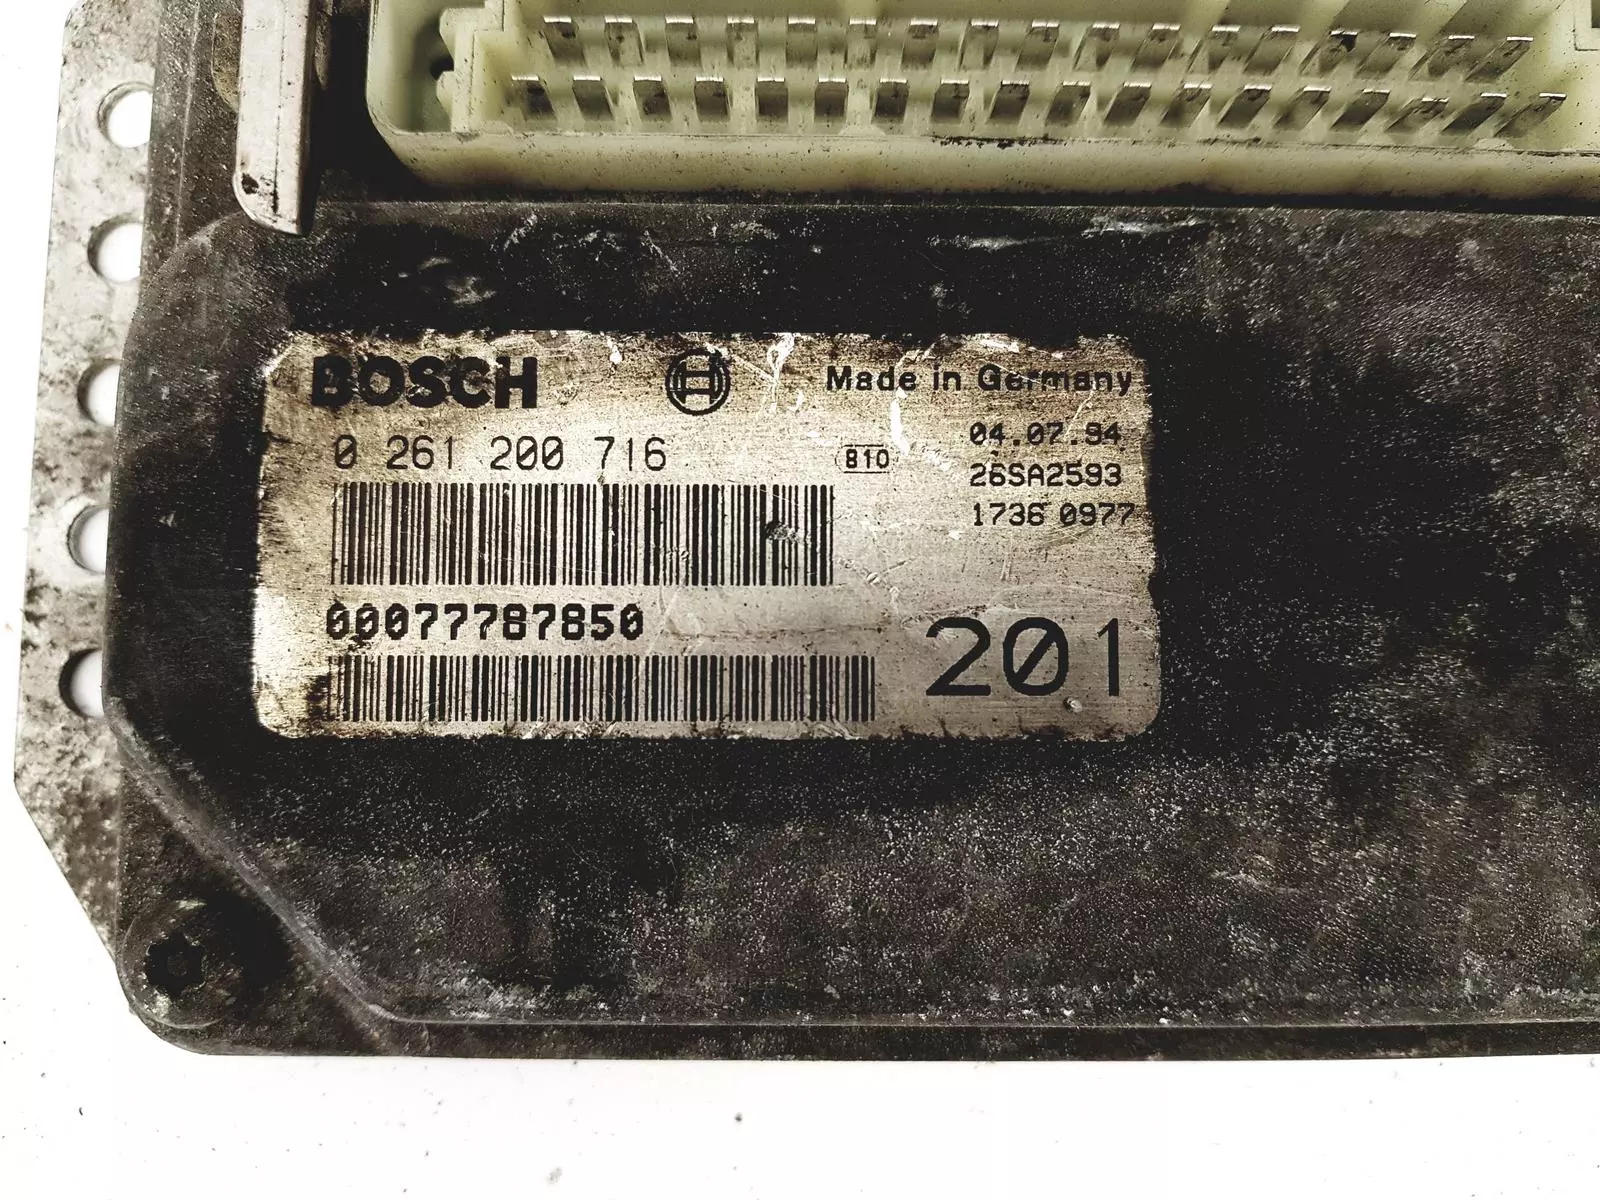 BOSCH
Made in Germany
0 261 200 716
810
04.07.94
26SA2593
1736 0977
00077787850
201